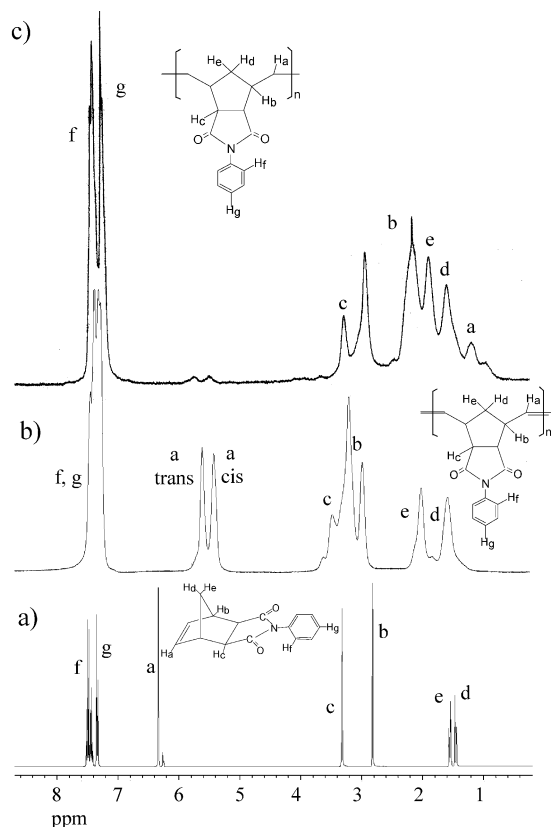 c)
g
f
He Hd Ha
n
Hb
Hc
O O
N
Hf
Hg
b
e
d
c
a
b)
a
trans
a
cis
f, g
b
c
e
d
He Hd Ha
n
Hb
Hc
O O
N
Hf
Hg
a)
f
g
a
Hd He
Hb
C O
N
Hg
Ha
Hc
C
O
Hf
c
b
e
d
8 7 6 5 4 3 2 1
ppm